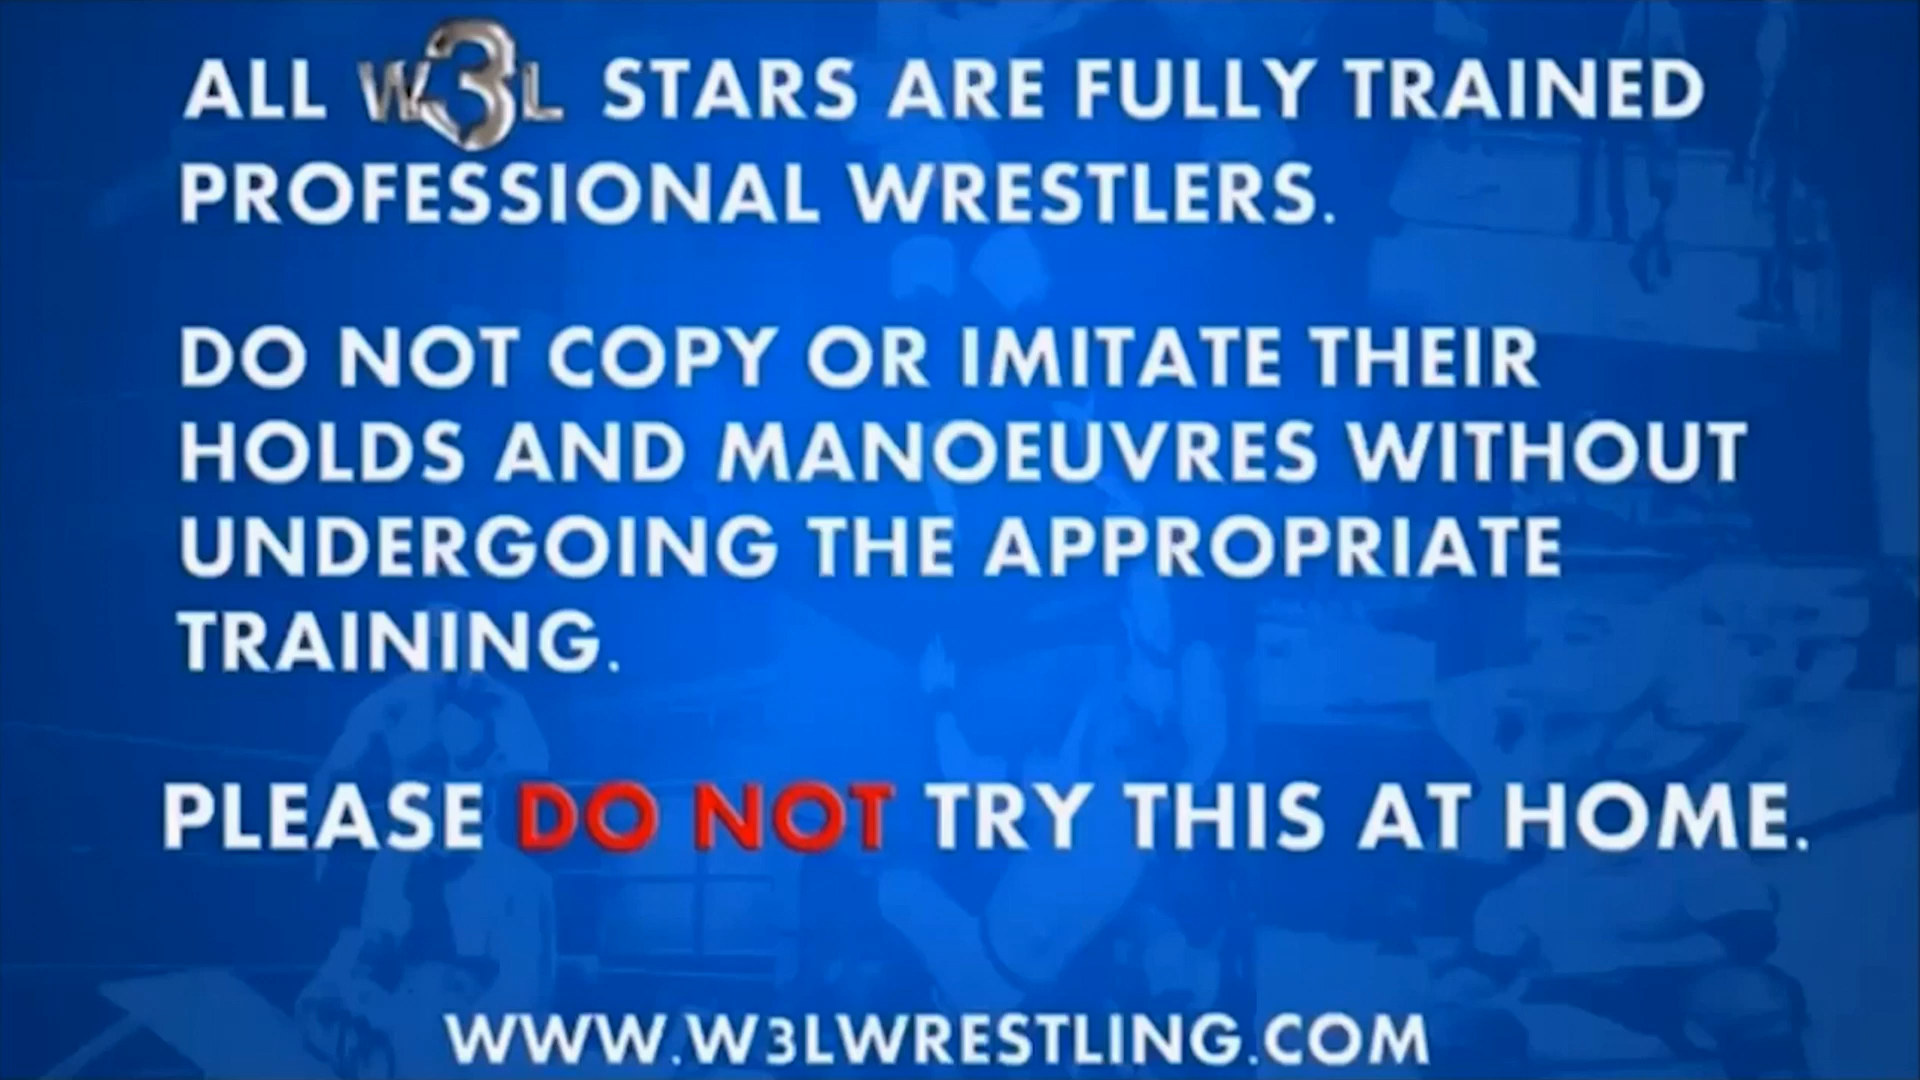 ALL W3L STARS ARE FULLY TRAINED
PROFESSIONAL WRESTLERS.
DO NOT COPY OR IMITATE THEIR
HOLDS AND MANOEUVRES WITHOUT
UNDERGOING THE APPROPRIATE
TRAINING.
PLEASE DO NOT TRY THIS AT HOME.
WWW.W3LWRESTLING.COM